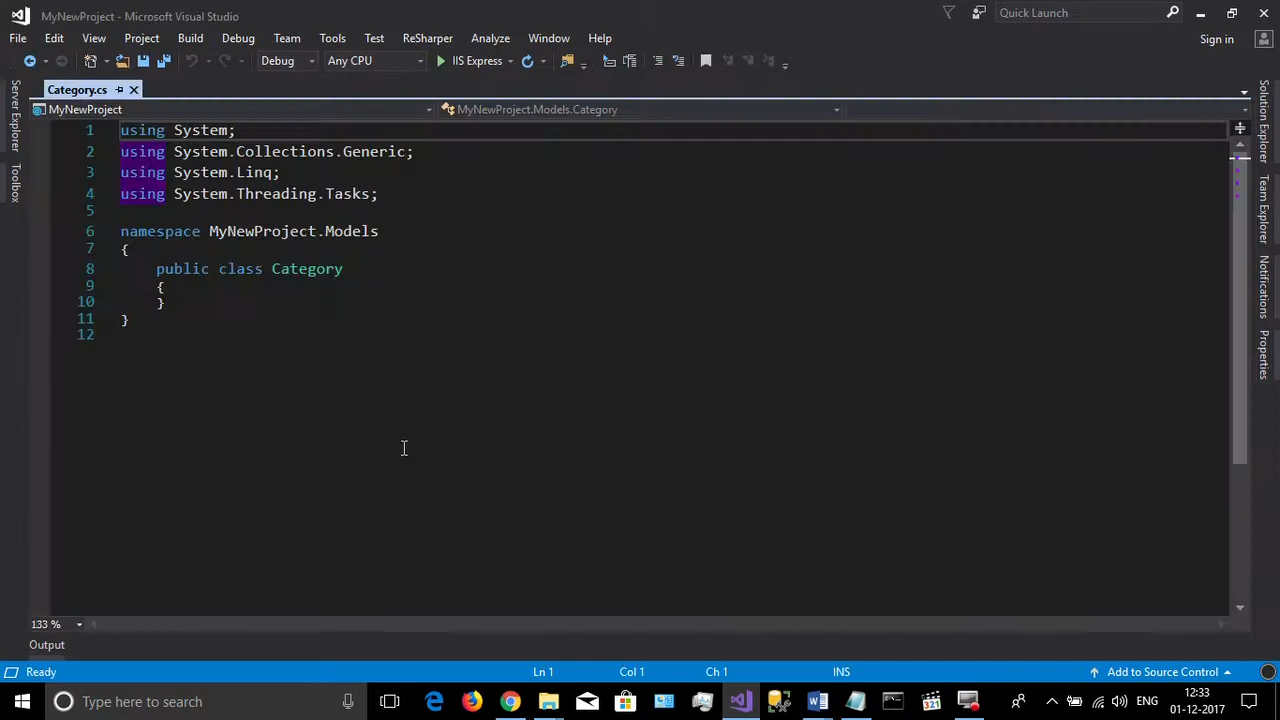 MyNewProject - Microsoft Visual Studio
Quick Launch
File Edit View Project Build Debug Team Tools Test ReSharper Analyze Window Help
Sign in
Debug Any CPU IIS Express
Category.cs
MyNewProject MyNewProject.Models.Category
Server Explorer
Toolbox
1 using System;
2 using System.Collections.Generic;
3 using System.Linq;
4 using System.Threading.Tasks;
5
6 namespace MyNewProject.Models
7 {
8 public class Category
9 {
10 }
11 }
12
Solution Explorer
Team Explorer
Notifications
Properties
133 %
Output
Ready Ln 1 Col 1 Ch 1 INS Add to Source Control
Type here to search
321
ENG
12:33
01-12-2017